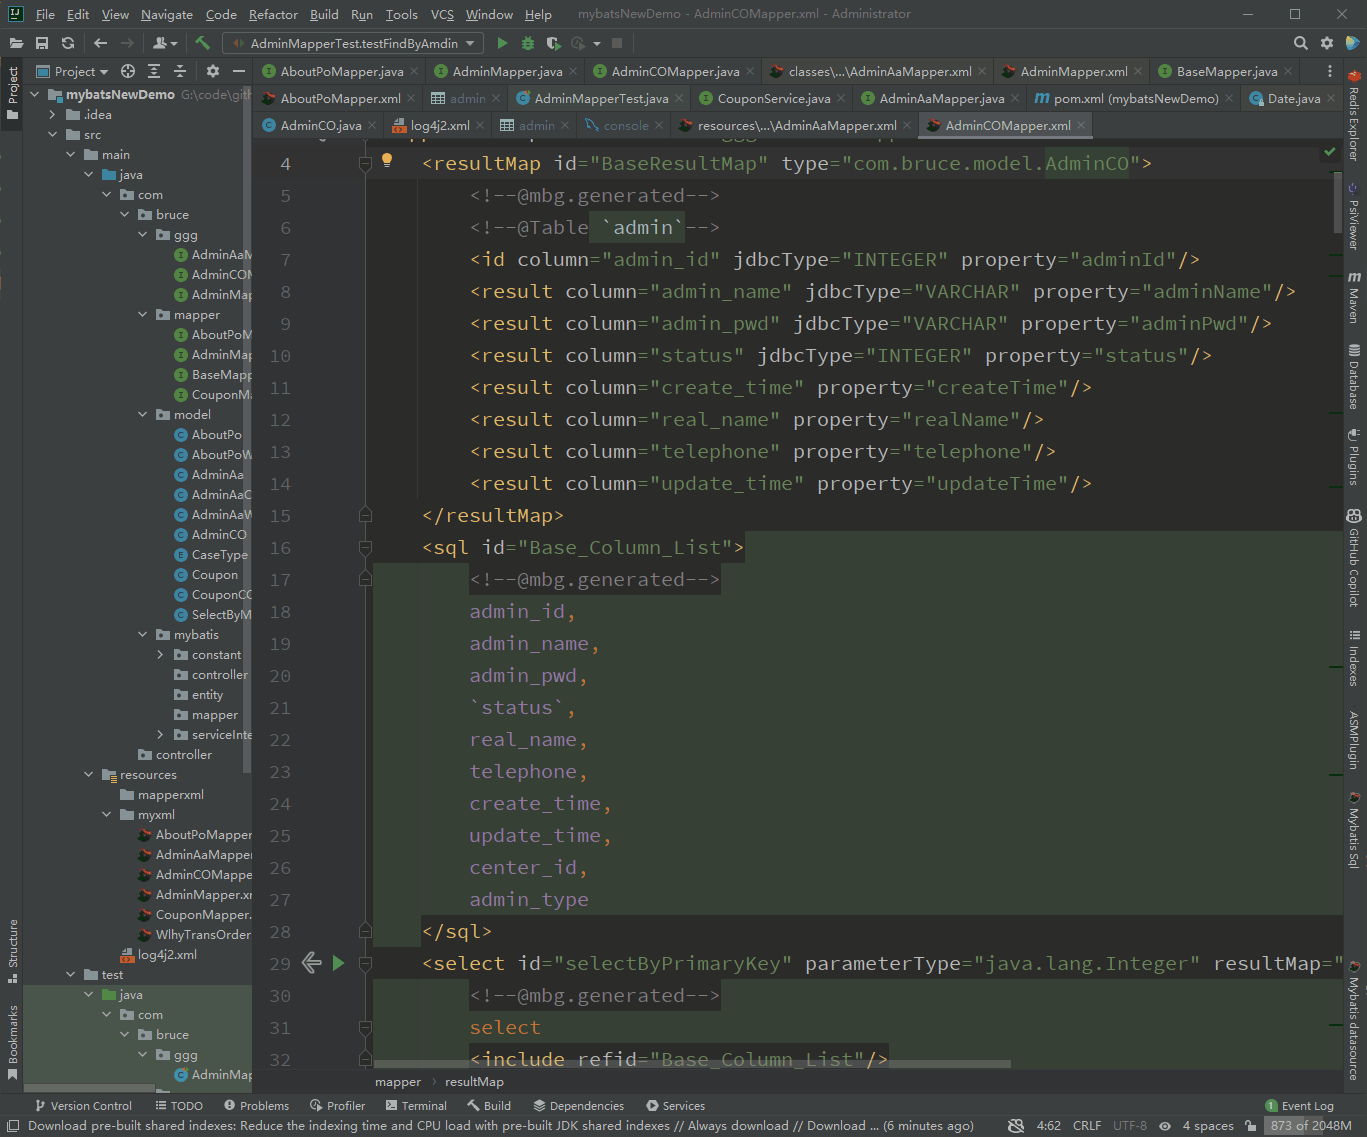 File Edit View Navigate Code Refactor Build Run Tools VCS Window Help mybatsNewDemo - AdminCOMapper.xml - Administrator
AdminMapperTest.testFindByAmdin
Project
AboutPoMapper.java AdminMapper.java AdminCOMapper.java classes\...\AdminAaMapper.xml AdminMapper.xml BaseMapper.java
AboutPoMapper.xml admin AdminMapperTest.java CouponService.java AdminAaMapper.java pom.xml (mybatsNewDemo) Date.java
AdminCO.java log4j2.xml admin console resources\...\AdminAaMapper.xml AdminCOMapper.xml
Project
mybatsNewDemo G:\code\gith
.idea
src
main
java
com
bruce
ggg
AdminAaM
AdminCOM
AdminMap
mapper
AboutPoM
AdminMap
BaseMapp
CouponMa
model
AboutPo
AboutPoW
AdminAa
AdminAaC
AdminAaW
AdminCO
CaseType
Coupon
CouponCO
SelectByM
mybatis
constant
controller
entity
mapper
serviceInte
controller
resources
mapperxml
myxml
AboutPoMapper
AdminAaMapper
AdminCOMappe
AdminMapper.xm
CouponMapper.
WlhyTransOrder
log4j2.xml
test
java
com
bruce
ggg
AdminMap
Structure
Bookmarks
4 <resultMap id="BaseResultMap" type="com.bruce.model.AdminCO">
5 <!--@mbg.generated-->
6 <!--@Table `admin`-->
7 <id column="admin_id" jdbcType="INTEGER" property="adminId"/>
8 <result column="admin_name" jdbcType="VARCHAR" property="adminName"/>
9 <result column="admin_pwd" jdbcType="VARCHAR" property="adminPwd"/>
10 <result column="status" jdbcType="INTEGER" property="status"/>
11 <result column="create_time" property="createTime"/>
12 <result column="real_name" property="realName"/>
13 <result column="telephone" property="telephone"/>
14 <result column="update_time" property="updateTime"/>
15 </resultMap>
16 <sql id="Base_Column_List">
17 <!--@mbg.generated-->
18 admin_id,
19 admin_name,
20 admin_pwd,
21 `status`,
22 real_name,
23 telephone,
24 create_time,
25 update_time,
26 center_id,
27 admin_type
28 </sql>
29 <select id="selectByPrimaryKey" parameterType="java.lang.Integer" resultMap="
30 <!--@mbg.generated-->
31 select
32 <include refid="Base_Column_List"/>
mapper › resultMap
Redis Explorer
PsiViewer
Maven
Database
Plugins
GitHub Copilot
Indexes
ASMPlugin
Mybatis Sql
Mybatis datasource
Version Control TODO Problems Profiler Terminal Build Dependencies Services 1 Event Log
Download pre-built shared indexes: Reduce the indexing time and CPU load with pre-built JDK shared indexes // Always download // Download ... (6 minutes ago) 4:62 CRLF UTF-8 4 spaces 873 of 2048M